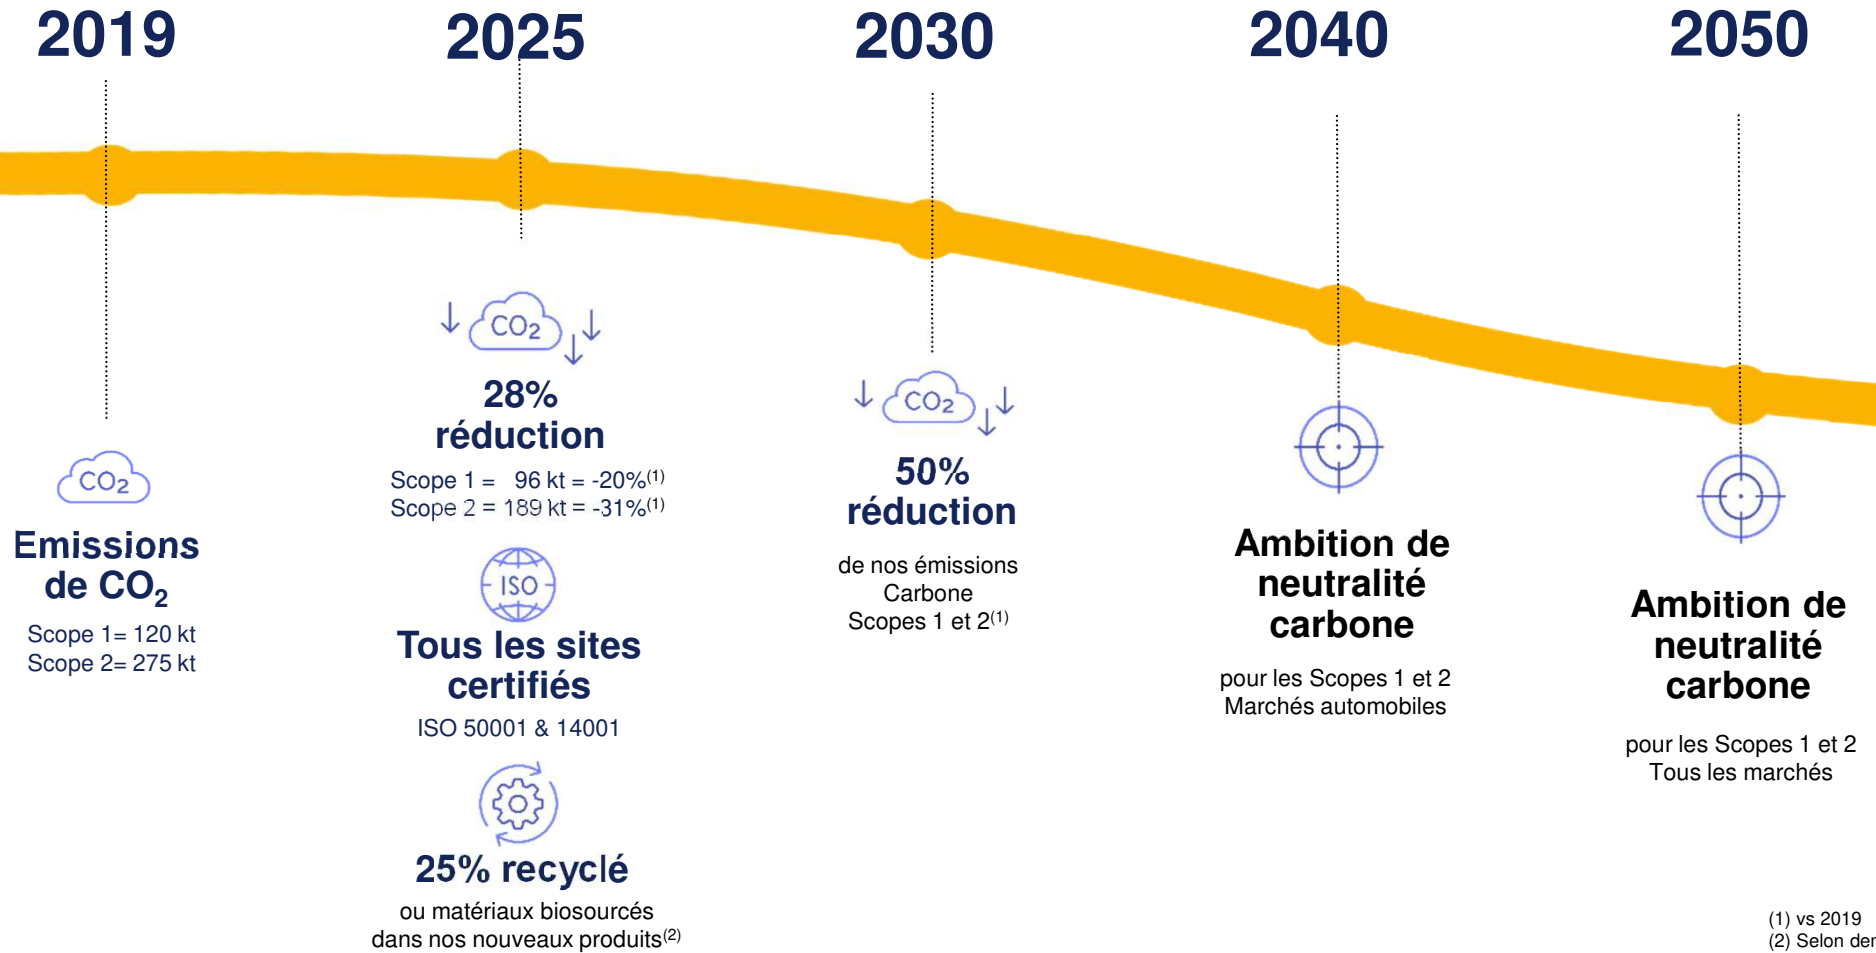 2019
2025
2030
2040
2050
CO2
Emissions
de CO2
Scope 1= 120 kt
Scope 2= 275 kt
CO2
28%
réduction
Scope 1 = 96 kt = -20%(1)
Scope 2 = 189 kt = -31%(1)
ISO
Tous les sites
certifiés
ISO 50001 & 14001
25% recyclé
ou matériaux biosourcés
dans nos nouveaux produits(2)
CO2
50%
réduction
de nos émissions
Carbone
Scopes 1 et 2(1)
Ambition de
neutralité
carbone
pour les Scopes 1 et 2
Marchés automobiles
Ambition de
neutralité
carbone
pour les Scopes 1 et 2
Tous les marchés
(1) vs 2019
(2) Selon